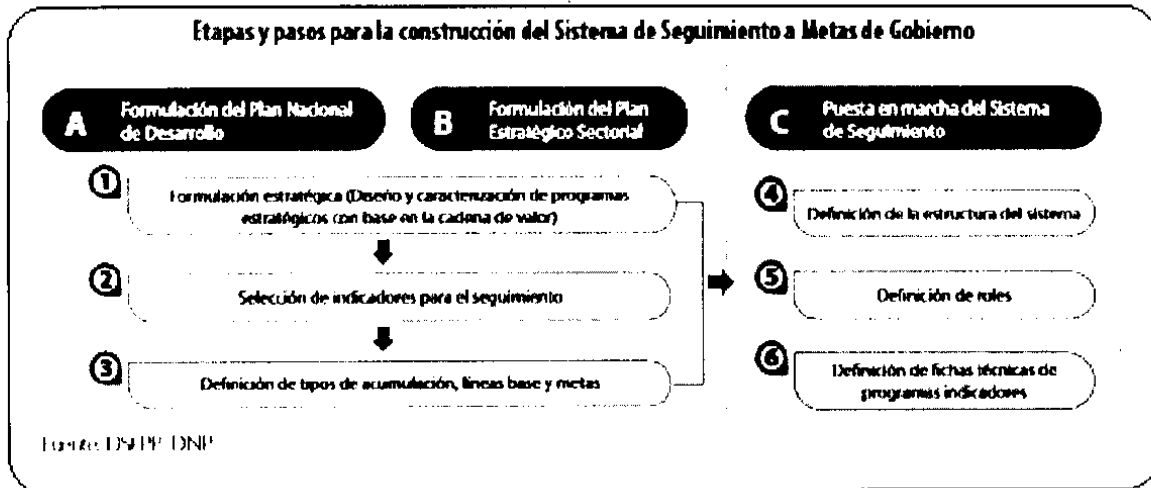 Etapas y pasos para la construcción del Sistema de Seguimiento a Metas de Gobierno
A
Formulación del Plan Nacional
de Desarrollo
B
Formulación del Plan
Estratégico Sectorial
C
Puesta en marcha del Sistema
de Seguimiento
1
Formulación estratégica (Diseño y caracterización de programas
estratégicos con base en la cadena de valor)
2
Selección de indicadores para el seguimiento
3
Definición de tipos de acumulación, líneas base y metas
4
Definición de la estructura del sistema
5
Definición de roles
6
Definición de fichas técnicas de
programas indicadores
Fuente: DSEPP DNP